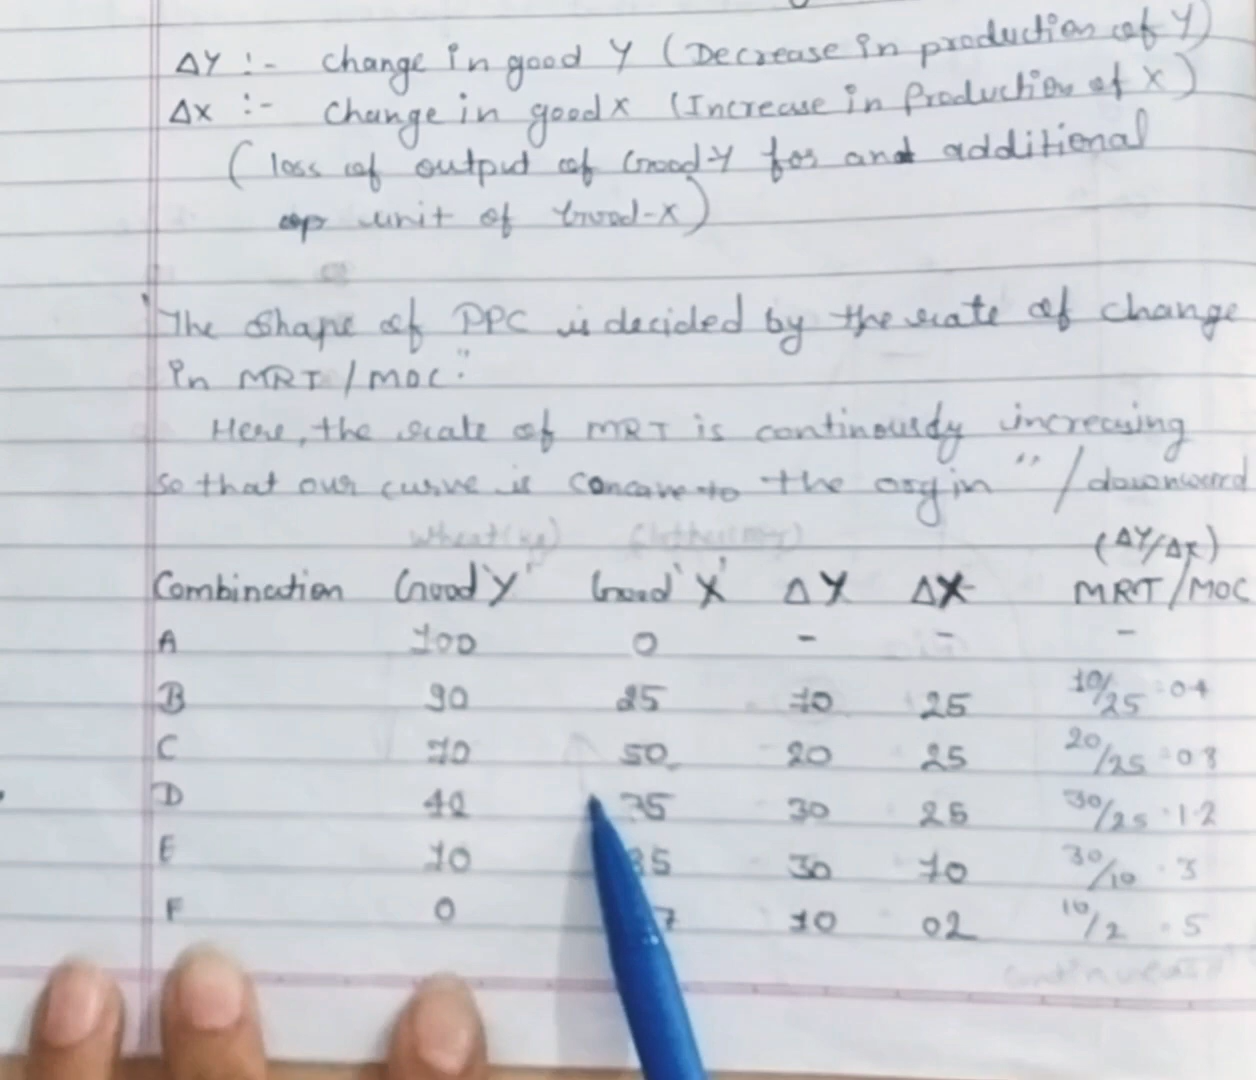 ΔY :- Change in good Y (Decrease in production of Y)
ΔX :- Change in good X (Increase in Production of X)
(loss of output of Good-Y for and additional
unit of Good-X)
The Shape of PPC is decided by the rate of change
in MRT / MOC."
Here, the rate of MRT is continously increasing
so that our curve is Concave to the orgin " / downward
Wheat (kg)
(ΔY/ΔX)
Combination Good 'Y' Good 'X' ΔY ΔX MRT/MOC
A 100 0 - - -
B 90 25 10 25 10/25 = 0.4
C 70 50 20 25 20/25 = 0.8
D 40 75 30 25 30/25 = 1.2
E 10 85 30 10 30/10 = 3
F 0 7 10 02 10/2 = 5